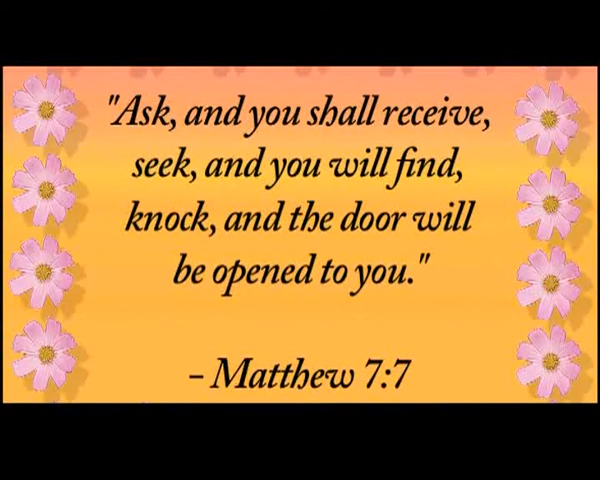 "Ask, and you shall receive,
seek, and you will find,
knock, and the door will
be opened to you."
- Matthew 7:7